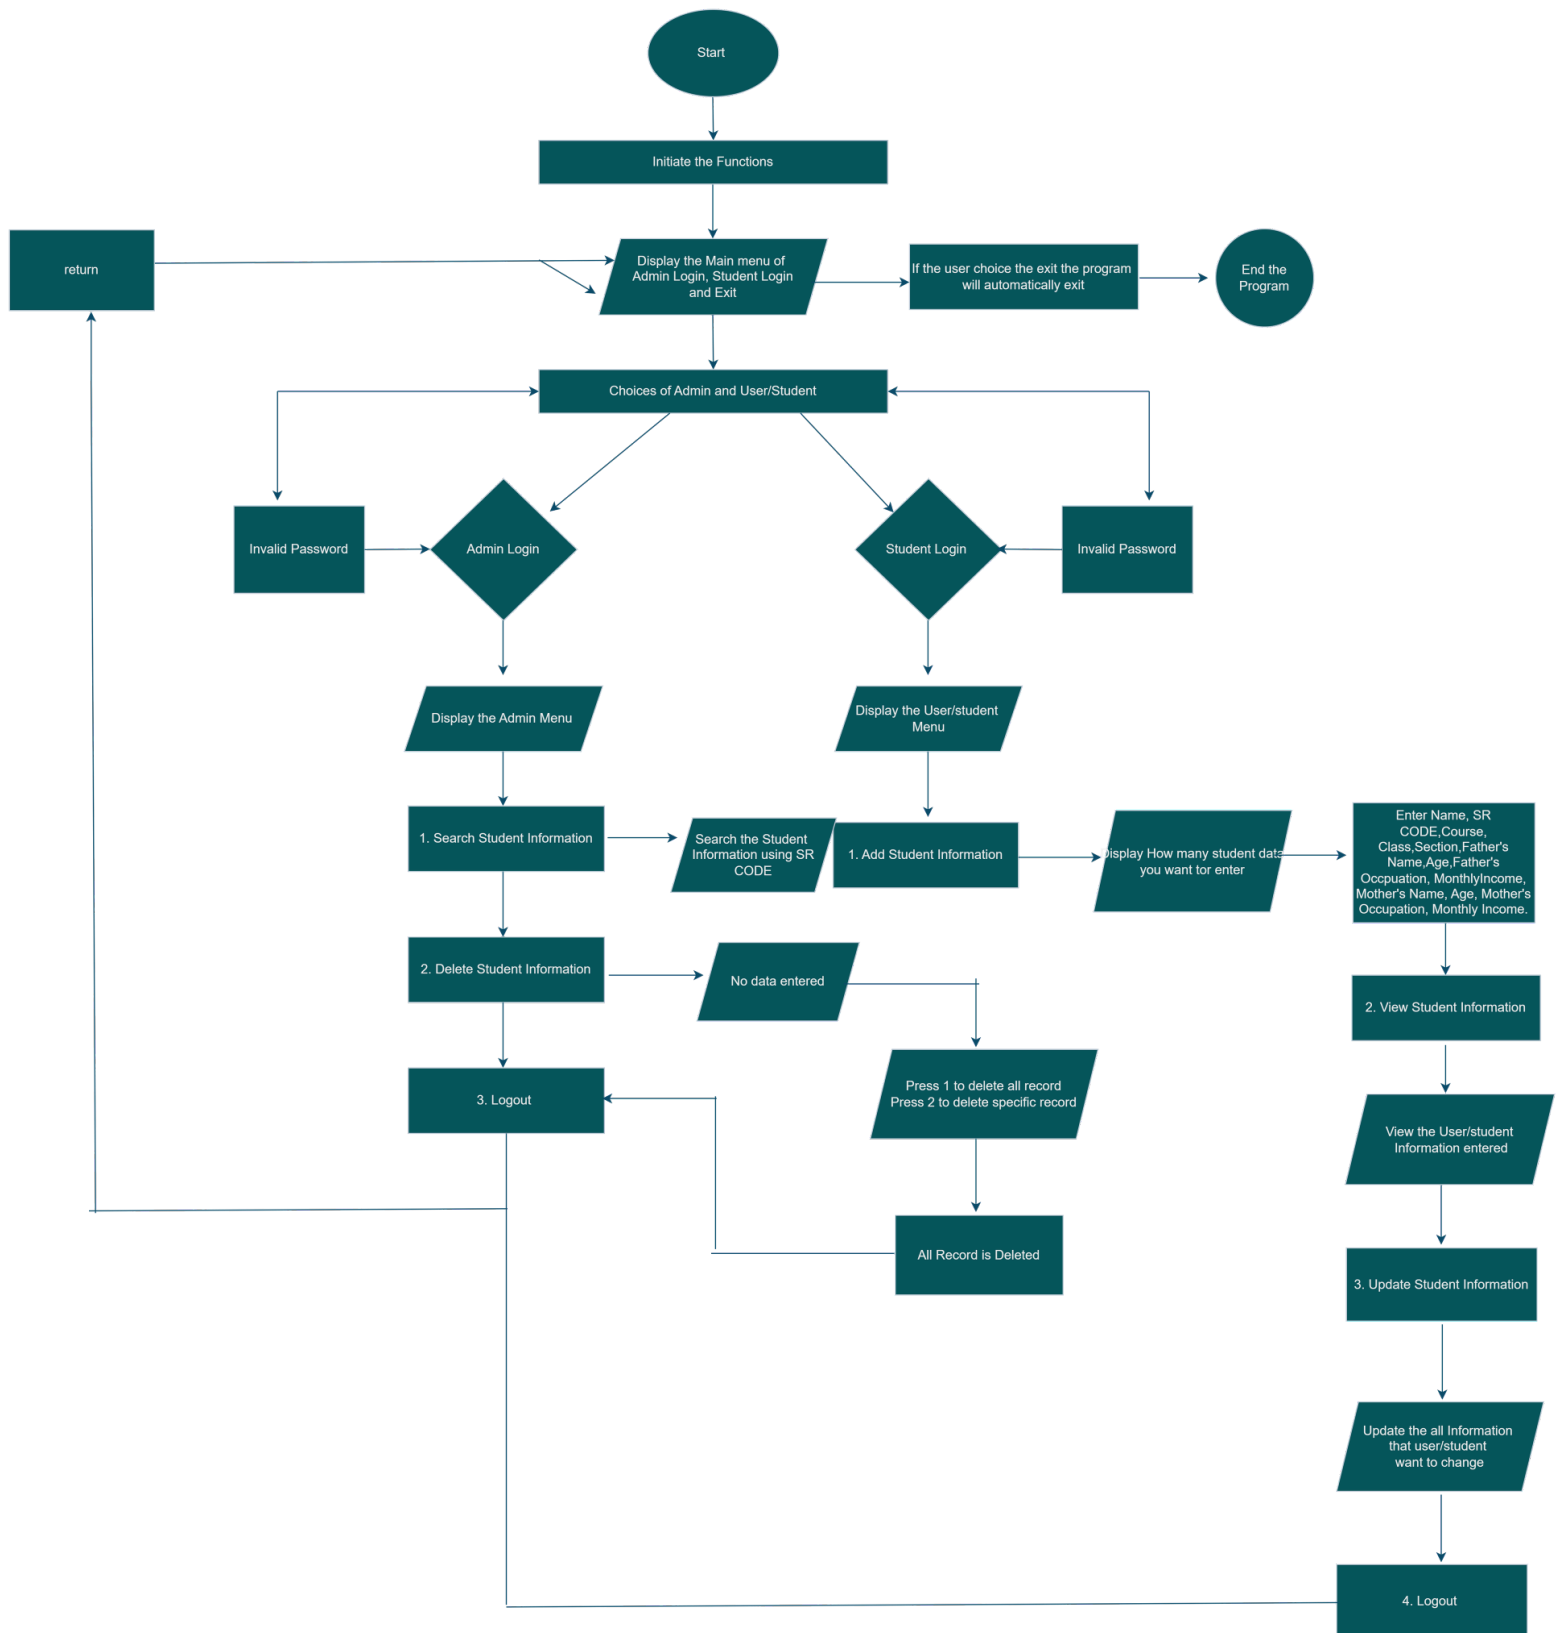 Start
Initiate the Functions
return
Display the Main menu of
Admin Login, Student Login
and Exit
If the user choice the exit the program
will automatically exit
End the
Program
Choices of Admin and User/Student
Invalid Password
Admin Login
Student Login
Invalid Password
Display the Admin Menu
Display the User/student
Menu
1. Search Student Information
Search the Student
Information using SR
CODE
1. Add Student Information
Display How many student data
you want tor enter
Enter Name, SR
CODE,Course,
Class,Section,Father's
Name,Age,Father's
Occpuation, MonthlyIncome,
Mother's Name, Age, Mother's
Occupation, Monthly Income.
2. Delete Student Information
No data entered
2. View Student Information
3. Logout
Press 1 to delete all record
Press 2 to delete specific record
View the User/student
Information entered
All Record is Deleted
3. Update Student Information
Update the all Information
that user/student
want to change
4. Logout